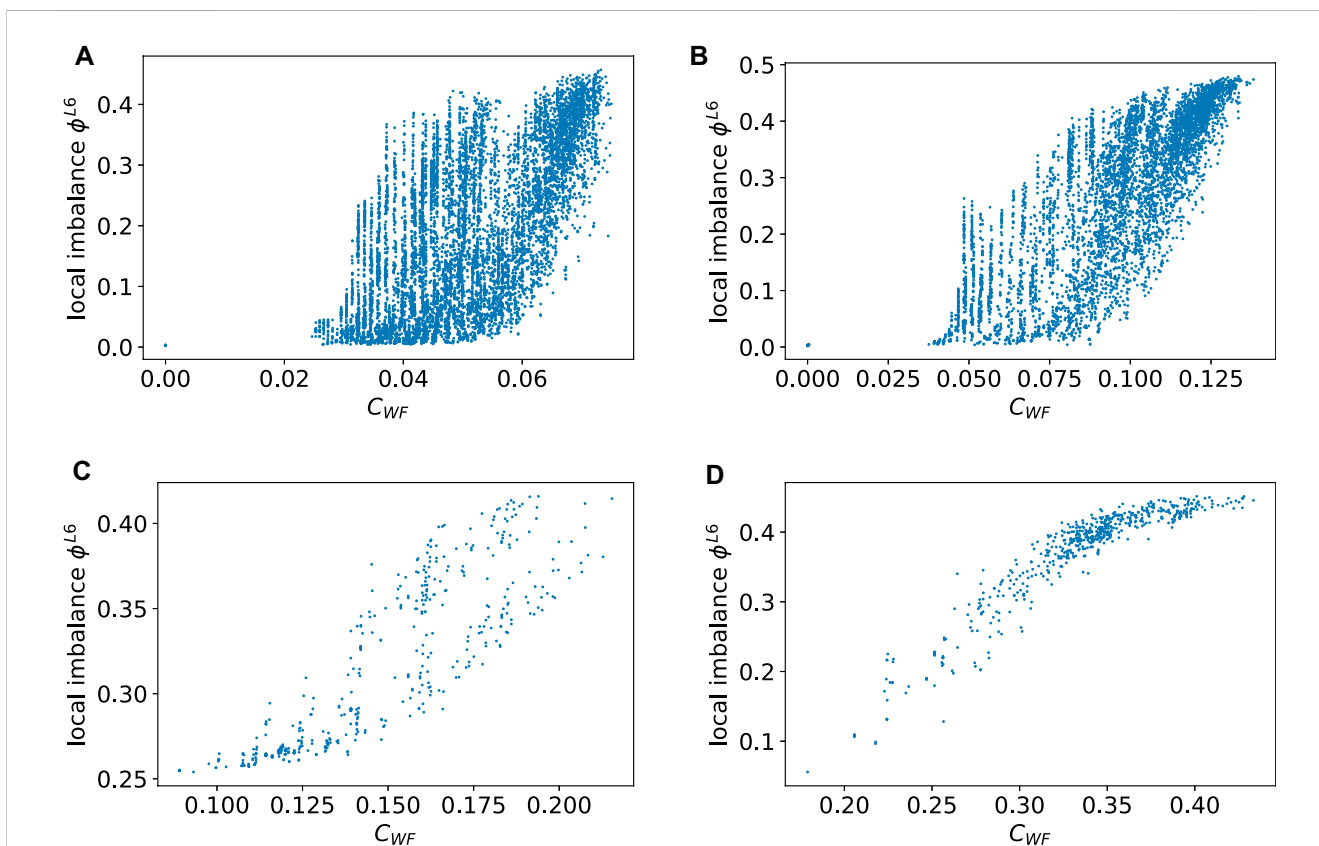 A
0.4
0.3
0.2
0.1
0.0
local imbalance ϕ^L6
0.00 0.02 0.04 0.06
C_WF
B
0.5
0.4
0.3
0.2
0.1
0.0
local imbalance ϕ^L6
0.000 0.025 0.050 0.075 0.100 0.125
C_WF
C
0.40
0.35
0.30
0.25
local imbalance ϕ^L6
0.100 0.125 0.150 0.175 0.200
C_WF
D
0.4
0.3
0.2
0.1
local imbalance ϕ^L6
0.20 0.25 0.30 0.35 0.40
C_WF